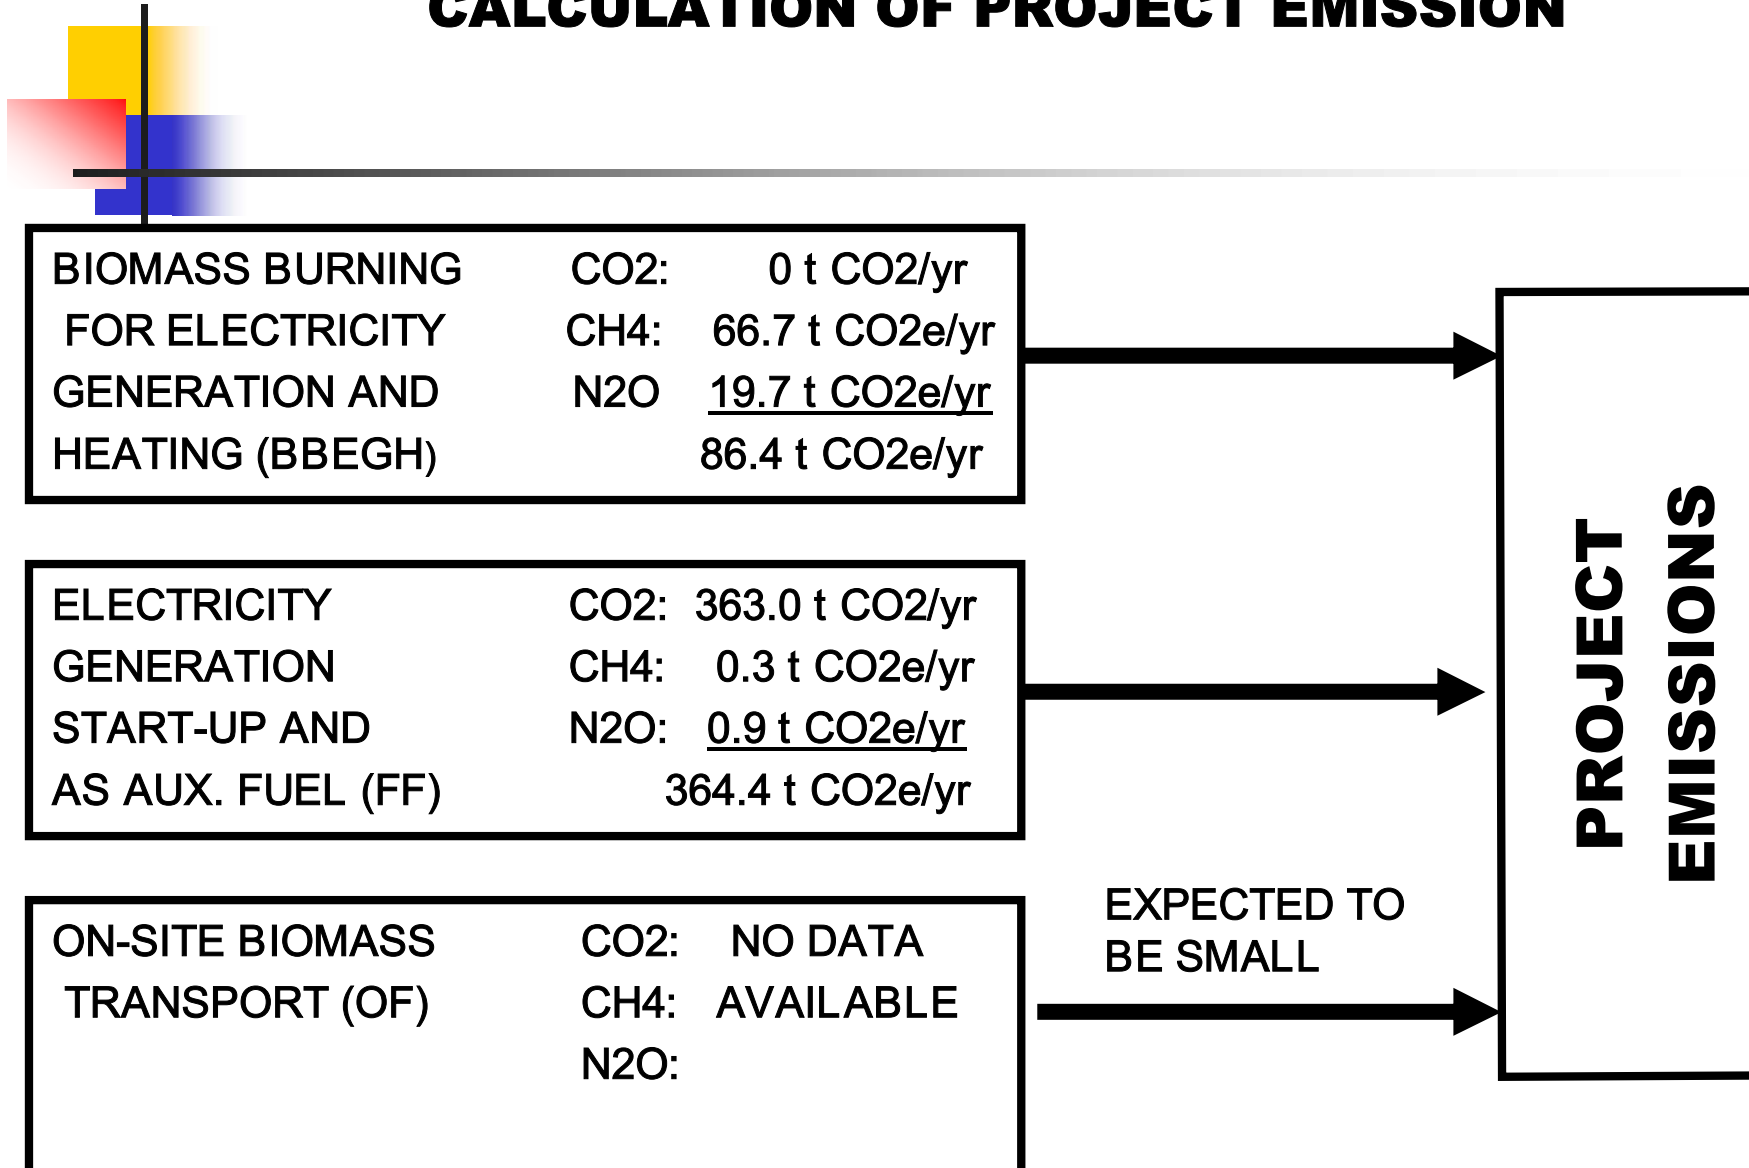 CALCULATION OF PROJECT EMISSION
BIOMASS BURNING CO2: 0 t CO2/yr
FOR ELECTRICITY CH4: 66.7 t CO2e/yr
GENERATION AND N2O 19.7 t CO2e/yr
HEATING (BBEGH) 86.4 t CO2e/yr
ELECTRICITY CO2: 363.0 t CO2/yr
GENERATION CH4: 0.3 t CO2e/yr
START-UP AND N2O: 0.9 t CO2e/yr
AS AUX. FUEL (FF) 364.4 t CO2e/yr
ON-SITE BIOMASS CO2: NO DATA
TRANSPORT (OF) CH4: AVAILABLE
N2O:
EXPECTED TO
BE SMALL
PROJECT
EMISSIONS